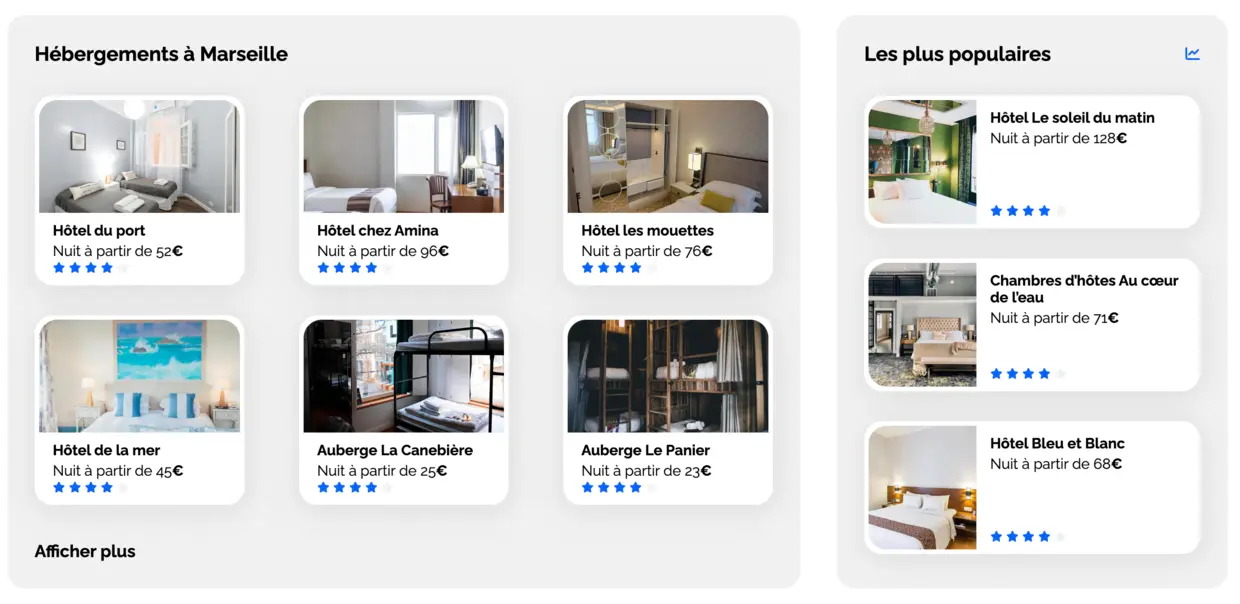 Hébergements à Marseille
Hôtel du port
Nuit à partir de 52€
Hôtel chez Amina
Nuit à partir de 96€
Hôtel les mouettes
Nuit à partir de 76€
Hôtel de la mer
Nuit à partir de 45€
Auberge La Canebière
Nuit à partir de 25€
Auberge Le Panier
Nuit à partir de 23€
Afficher plus
Les plus populaires
Hôtel Le soleil du matin
Nuit à partir de 128€
Chambres d’hôtes Au cœur
de l’eau
Nuit à partir de 71€
Hôtel Bleu et Blanc
Nuit à partir de 68€